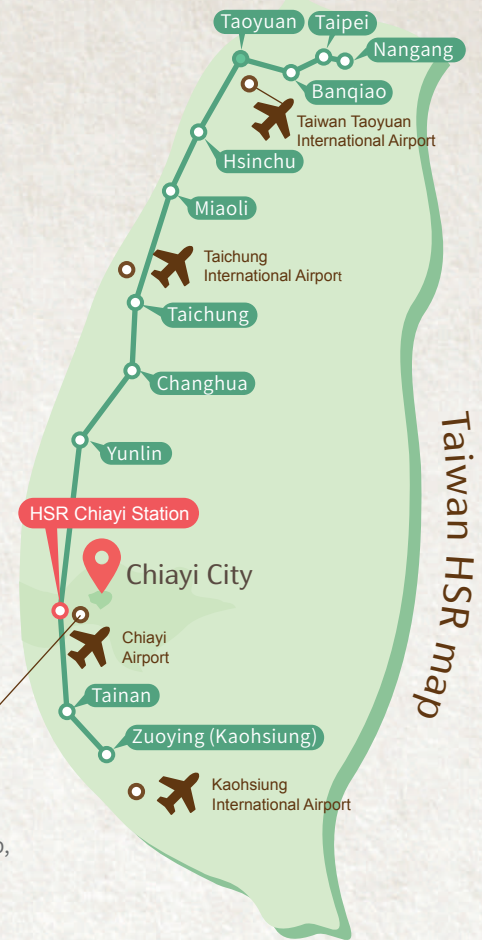 Taoyuan
Taipei
Nangang
Banqiao
Taiwan Taoyuan
International Airport
Hsinchu
Miaoli
Taichung
International Airport
Taichung
Changhua
Yunlin
Taiwan HSR map
HSR Chiayi Station
Chiayi City
Chiayi
Airport
Tainan
Zuoying (Kaohsiung)
Kaohsiung
International Airport